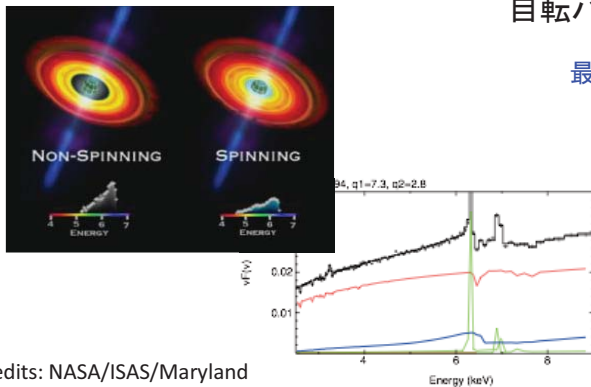 自転
最
NON-SPINNING
SPINNING
4 5 6 7
ENERGY
4 5 6 7
ENERGY
94, q1=7.3, q2=2.8
νF(ν)
0.02
0.01
4 6 8
Energy (keV)
edits: NASA/ISAS/Maryland